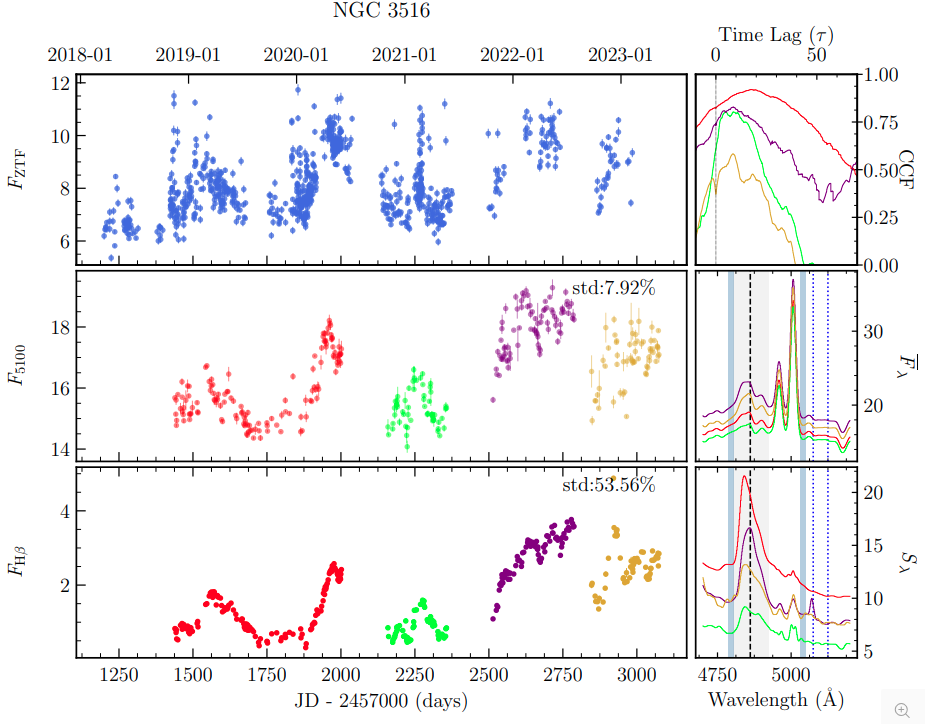 NGC 3516
2018-01 2019-01 2020-01 2021-01 2022-01 2023-01
Time Lag (τ)
0 50
12
10
8
6
F_ZTF
1.00
0.75
0.50
0.25
0.00
CCF
std:7.92%
18
16
14
F_5100
30
20
F̅_λ
std:53.56%
4
2
F_Hβ
20
15
10
5
S_λ
1250 1500 1750 2000 2250 2500 2750 3000
4750 5000
JD - 2457000 (days)
Wavelength (Å)